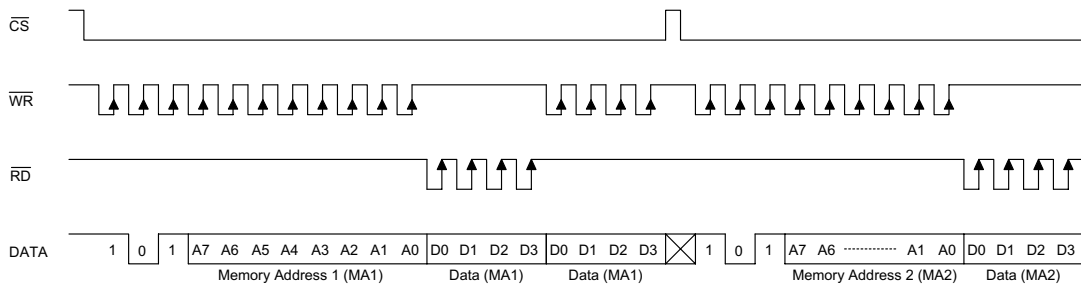 CS
WR
RD
DATA 1 0 1 A7 A6 A5 A4 A3 A2 A1 A0 D0 D1 D2 D3 D0 D1 D2 D3 1 0 1 A7 A6 A1 A0 D0 D1 D2 D3
Memory Address 1 (MA1) Data (MA1) Data (MA1) Memory Address 2 (MA2) Data (MA2)